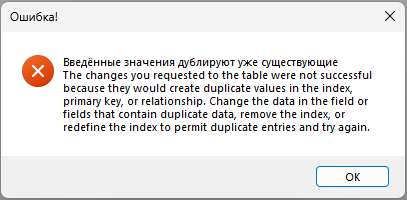 Ошибка!
Введённые значения дублируют уже существующие
The changes you requested to the table were not successful
because they would create duplicate values in the index,
primary key, or relationship. Change the data in the field or
fields that contain duplicate data, remove the index, or
redefine the index to permit duplicate entries and try again.
OK